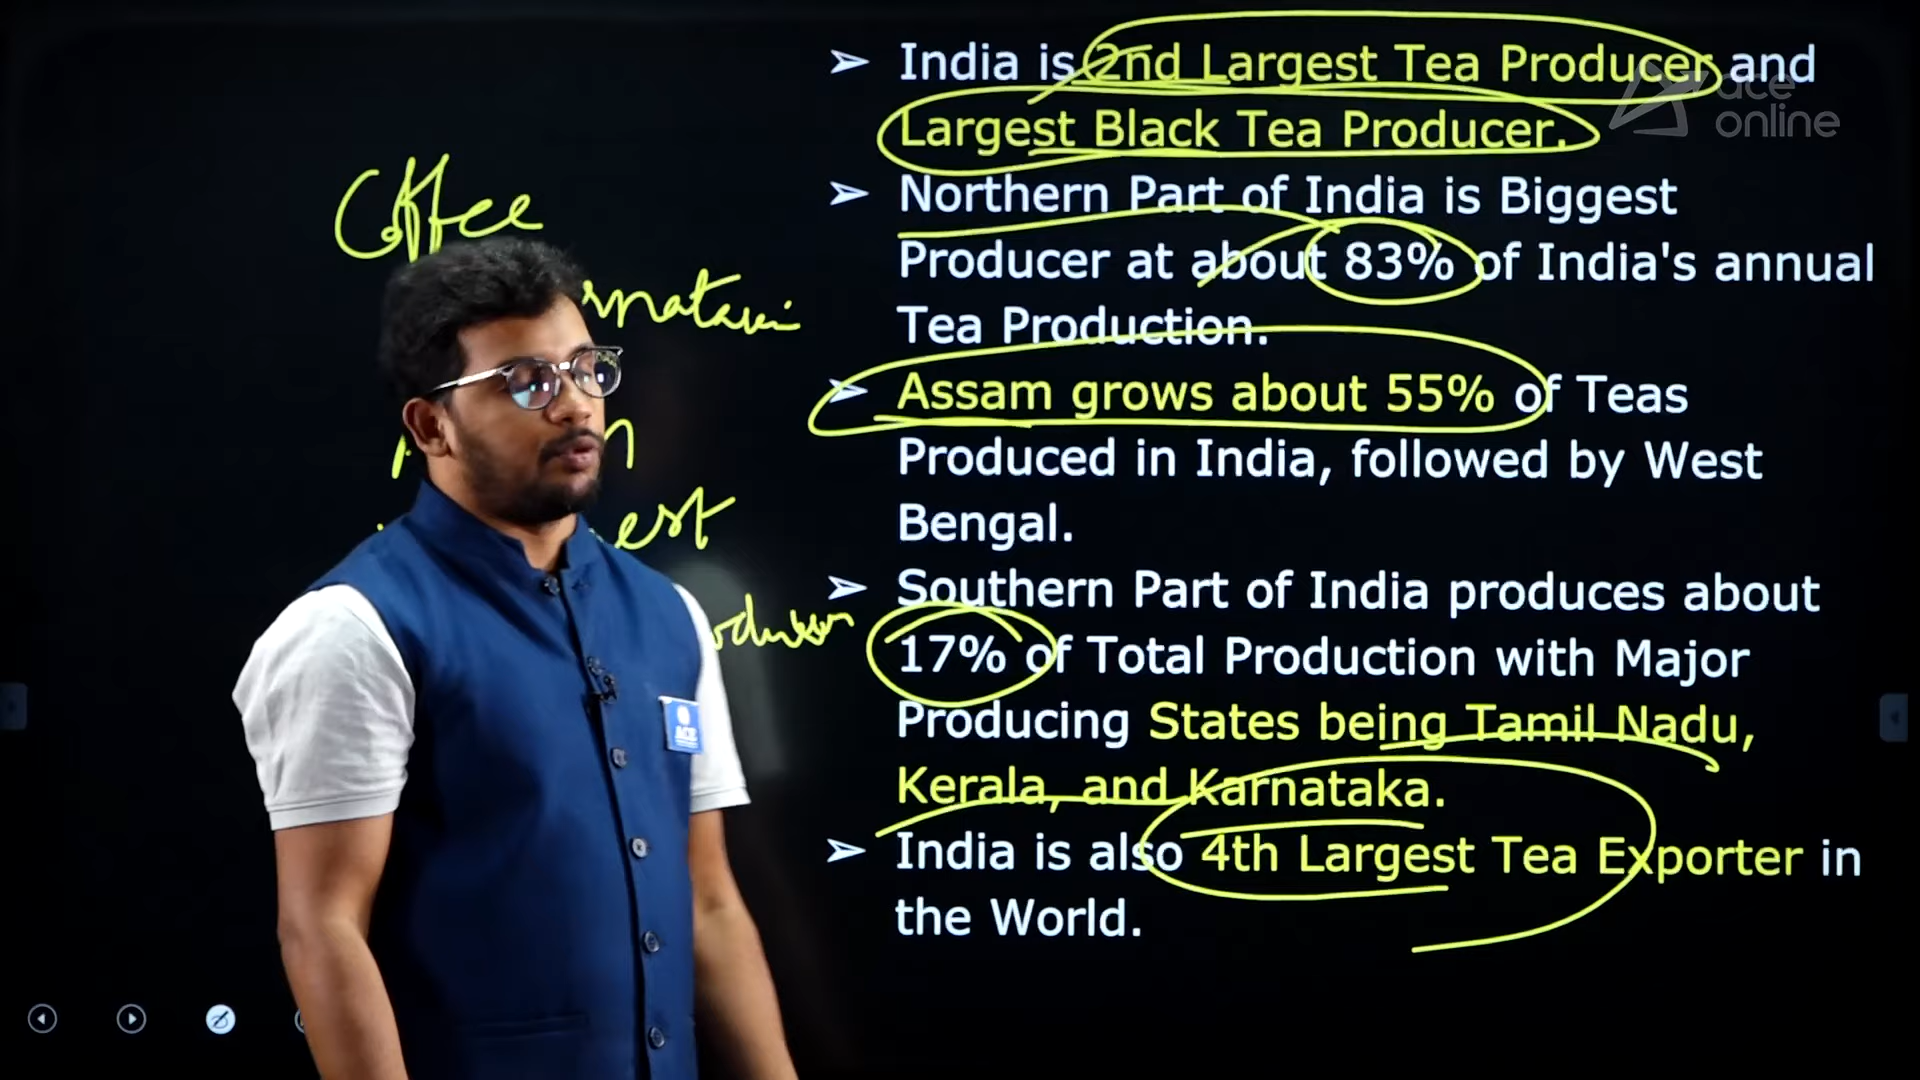 ➢ India is 2nd Largest Tea Producer and
Largest Black Tea Producer.
➢ Northern Part of India is Biggest
Producer at about 83% of India's annual
Tea Production.
➢ Assam grows about 55% of Teas
Produced in India, followed by West
Bengal.
➢ Southern Part of India produces about
17% of Total Production with Major
Producing States being Tamil Nadu,
Kerala, and Karnataka.
➢ India is also 4th Largest Tea Exporter in
the World.
ace
online
Coffee
ACE